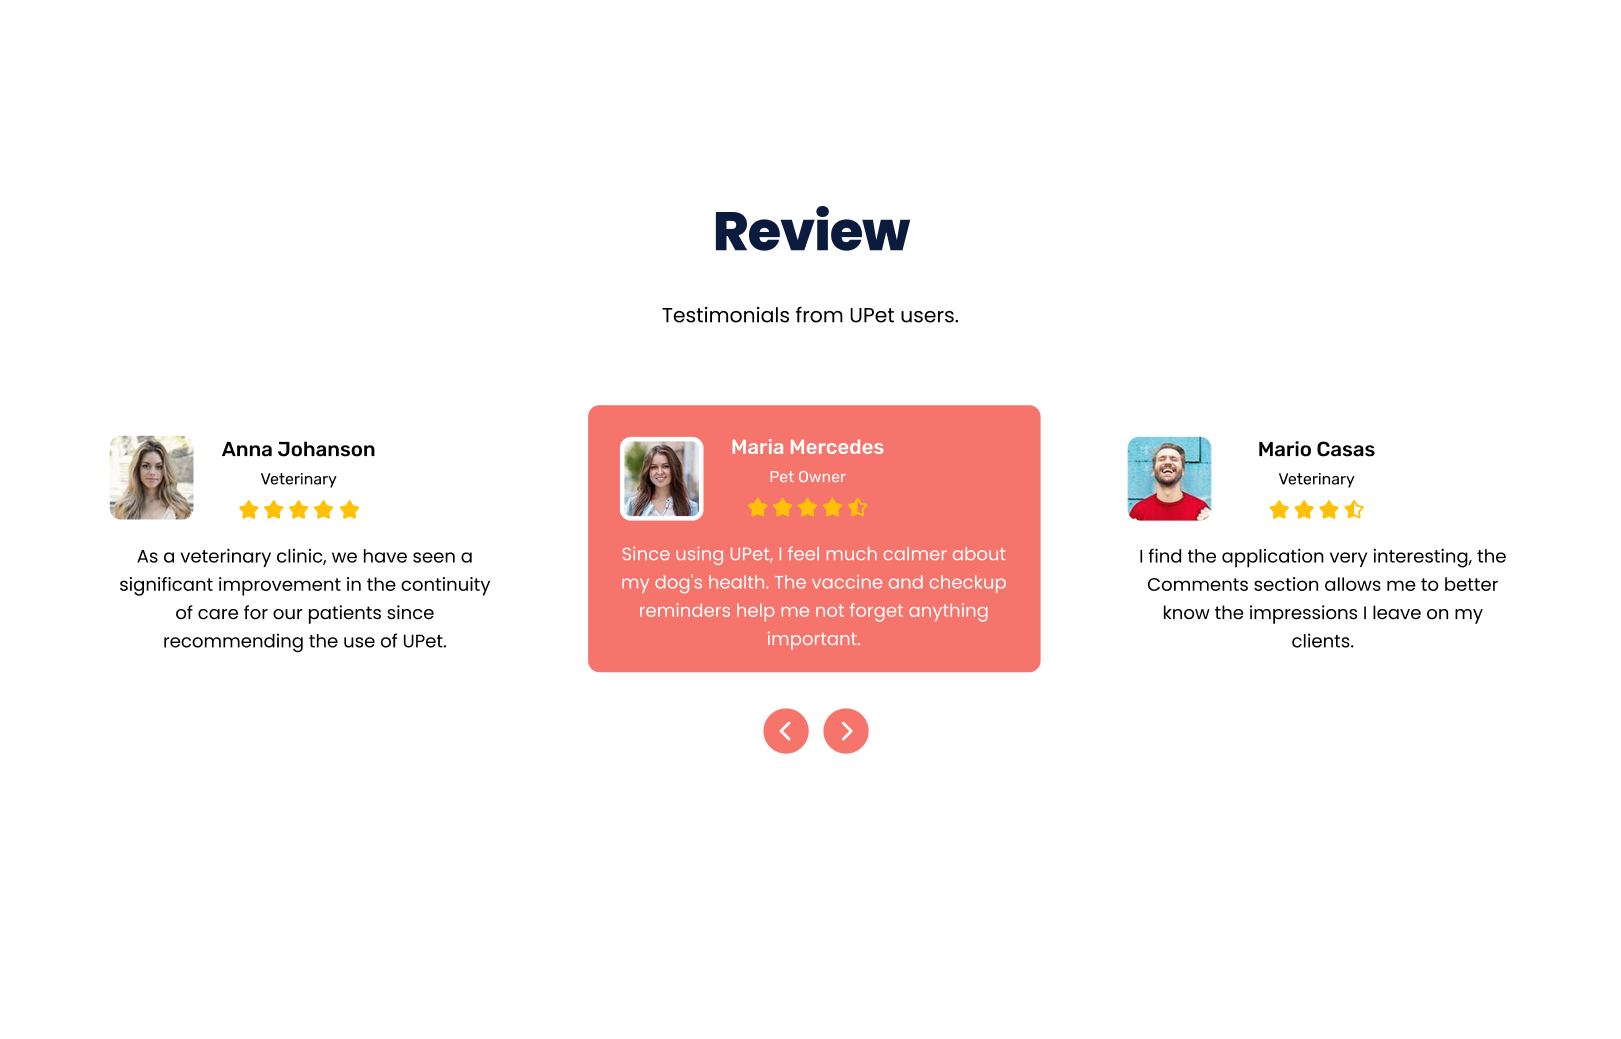 Review
Testimonials from UPet users.
Anna Johanson
Veterinary
As a veterinary clinic, we have seen a
significant improvement in the continuity
of care for our patients since
recommending the use of UPet.
Maria Mercedes
Pet Owner
Since using UPet, I feel much calmer about
my dog's health. The vaccine and checkup
reminders help me not forget anything
important.
Mario Casas
Veterinary
I find the application very interesting, the
Comments section allows me to better
know the impressions I leave on my
clients.